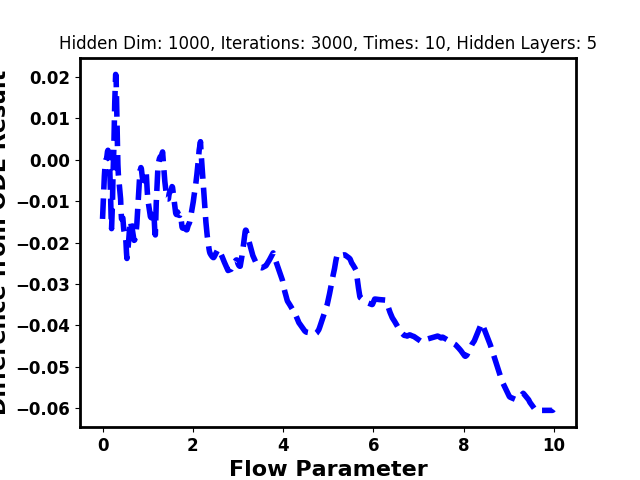 Hidden Dim: 1000, Iterations: 3000, Times: 10, Hidden Layers: 5
Difference from ODE Result
0.02
0.01
0.00
−0.01
−0.02
−0.03
−0.04
−0.05
−0.06
0 2 4 6 8 10
Flow Parameter